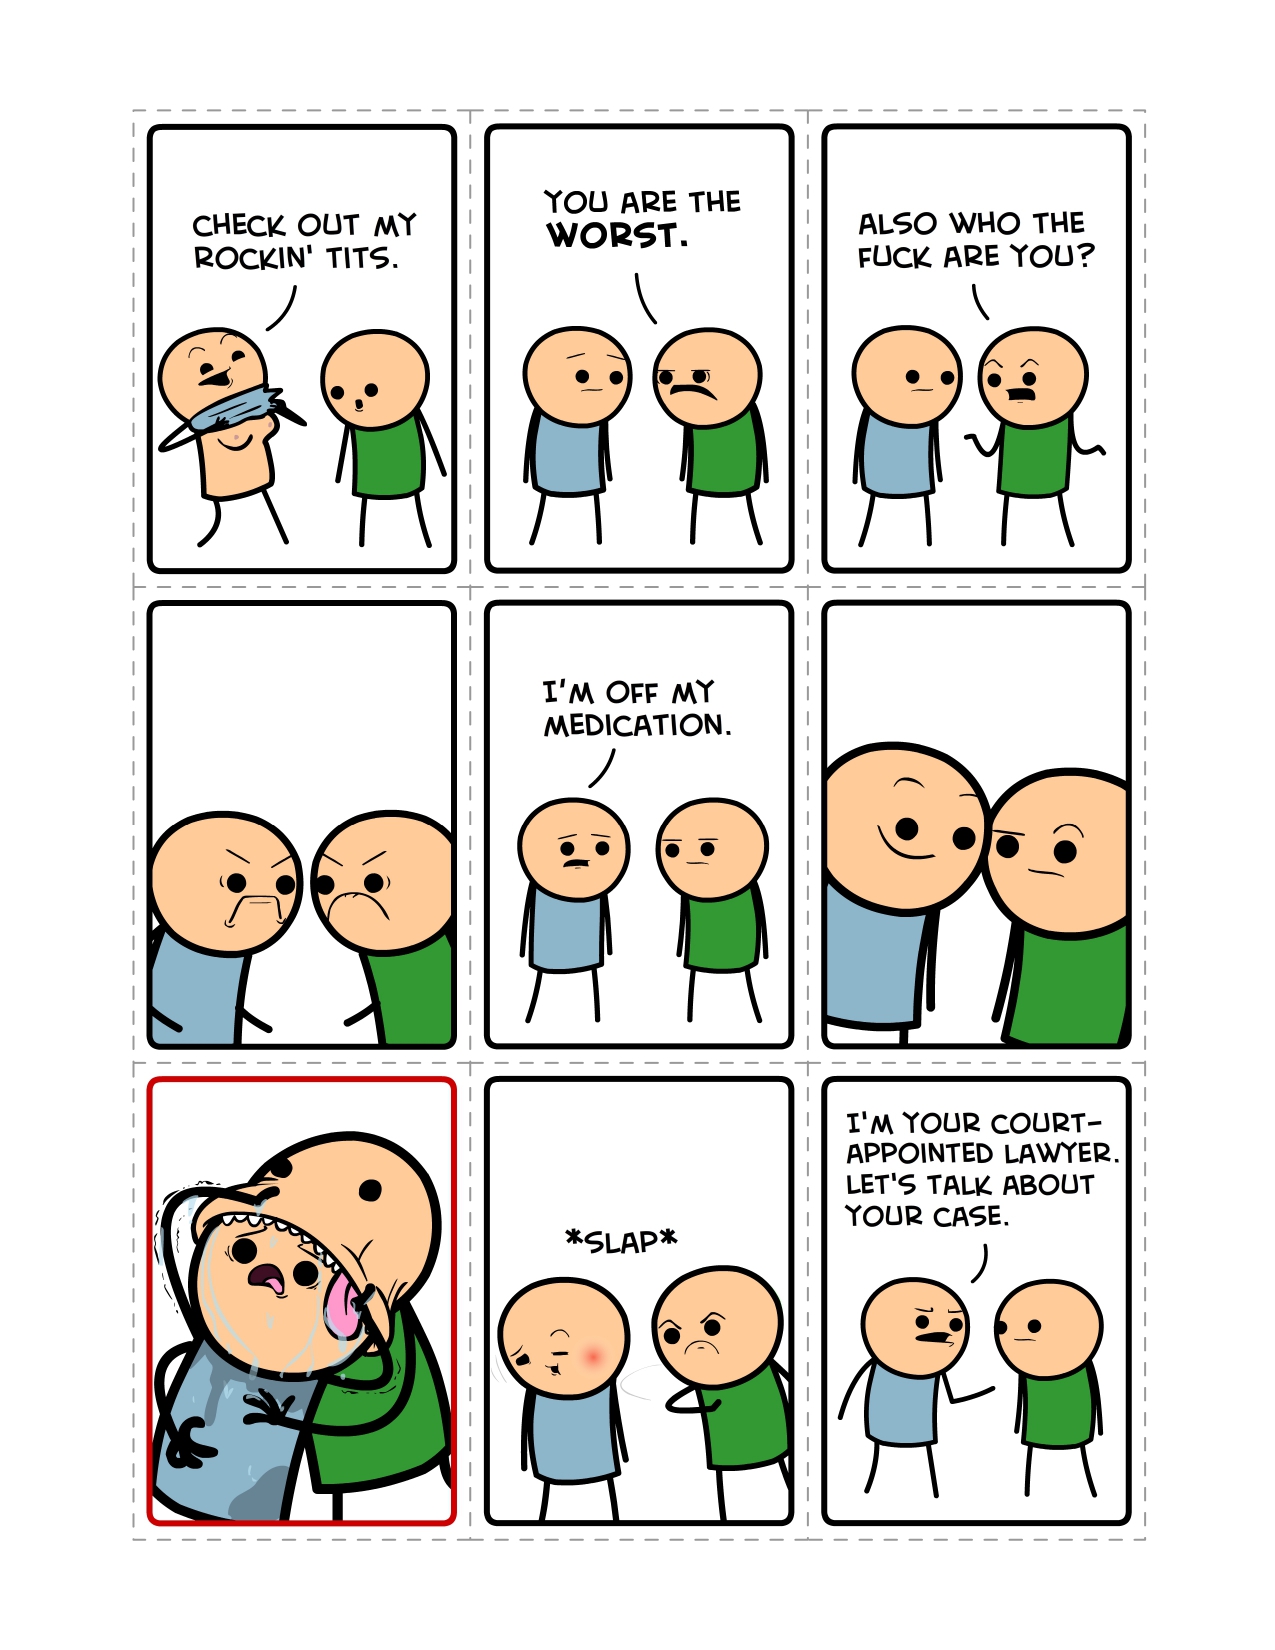 CHECK OUT MY
ROCKIN' TITS.
YOU ARE THE
WORST.
ALSO WHO THE
FUCK ARE YOU?
I'M OFF MY
MEDICATION.
*SLAP*
I'M YOUR COURT-
APPOINTED LAWYER.
LET'S TALK ABOUT
YOUR CASE.